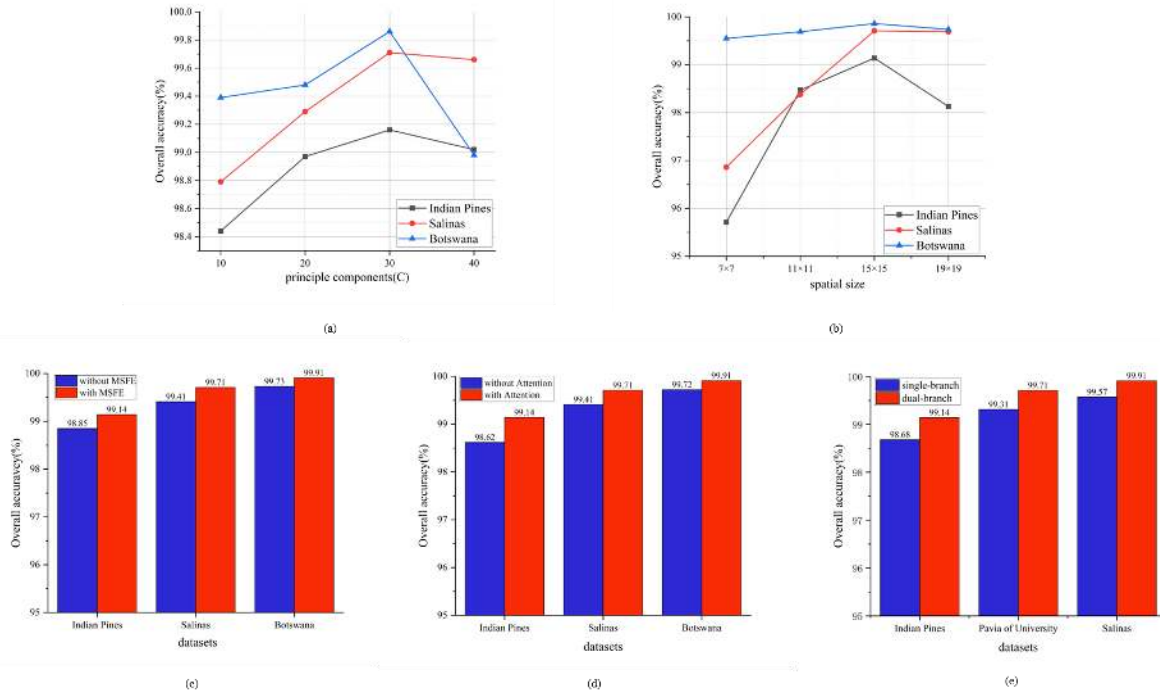 100.0
99.8
99.6
99.4
99.2
99.0
98.8
98.6
98.4
Overall accuracy(%)
Indian Pines
Salinas
Botswana
10
20
30
40
principle components(C)
(a)
100
99
98
97
96
95
Overall accuracy(%)
Indian Pines
Salinas
Botswana
7×7
11×11
15×15
19×19
spatial size
(b)
100
99
98
97
96
95
Overall accuravcy(%)
without MSFE
with MSFE
98.85
99.14
99.41
99.71
99.73
99.91
Indian Pines
Salinas
Botswana
datasets
(c)
100
99
98
97
96
95
Overall accuracy(%)
without Attention
with Attention
98.62
99.14
99.41
99.71
99.72
99.91
Indian Pines
Salinas
Botswana
datasets
(d)
100
99
98
97
96
95
Overall accuracy(%)
single-branch
dual-branch
98.68
99.14
99.31
99.71
99.57
99.91
Indian Pines
Pavia of University
Salinas
datasets
(e)